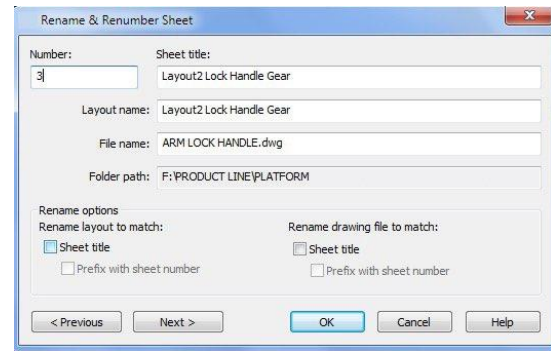 Rename & Renumber Sheet
Number: Sheet title:
3 Layout2 Lock Handle Gear
Layout name: Layout2 Lock Handle Gear
File name: ARM LOCK HANDLE.dwg
Folder path: F:\PRODUCT LINE\PLATFORM
Rename options
Rename layout to match: Rename drawing file to match:
Sheet title Sheet title
Prefix with sheet number Prefix with sheet number
< Previous Next > OK Cancel Help